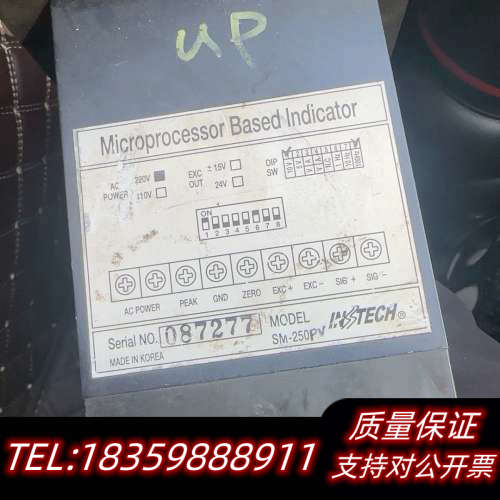 UP
Microprocessor Based Indicator
AC POWER 220V 110V EXC OUT ±15V 24V DIP SW
ON
1 2 3 4 5 6 7 8
AC POWER PEAK GND ZERO EXC+ EXC- SIG+ SIG-
Serial NO. 087277 MODEL INSTECH®
MADE IN KOREA SM-250PV
质量保证
TEL:18359888911 支持对公开票